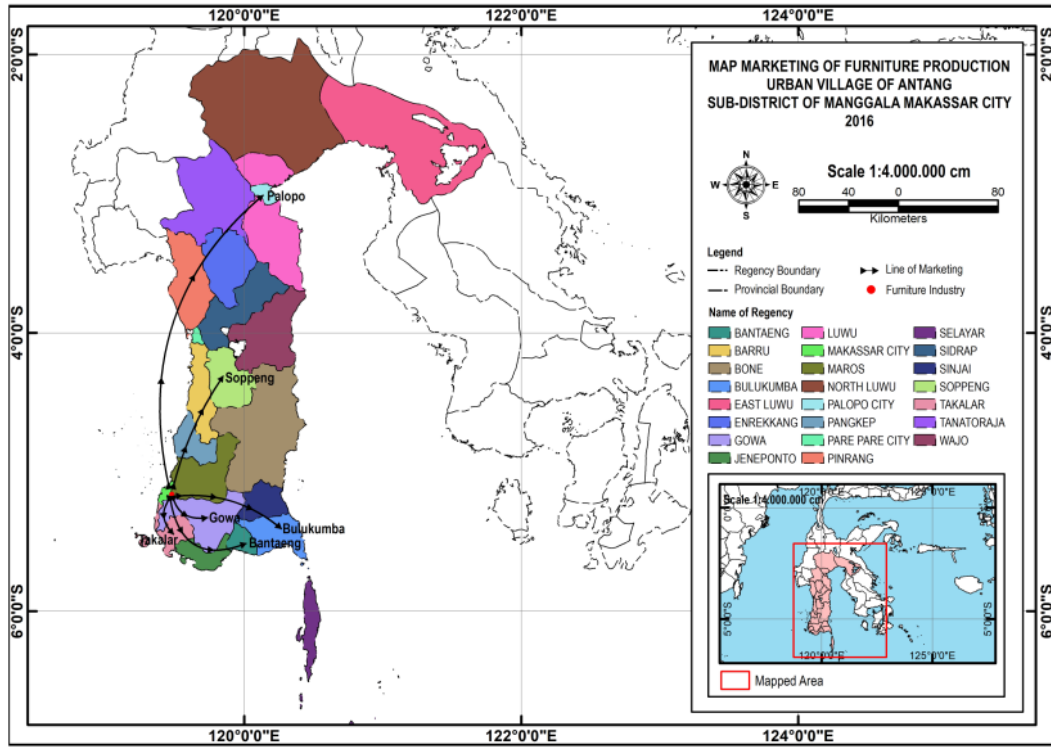 120°0'0"E
122°0'0"E
124°0'0"E
2°0'0"S
2°0'0"S
4°0'0"S
4°0'0"S
6°0'0"S
6°0'0"S
120°0'0"E
122°0'0"E
124°0'0"E
Palopo
Soppeng
Gowa
Bulukumba
Takalar
Bantaeng
MAP MARKETING OF FURNITURE PRODUCTION
URBAN VILLAGE OF ANTANG
SUB-DISTRICT OF MANGGALA MAKASSAR CITY
2016
N
W E
S
Scale 1:4.000.000 cm
80 40 0 80
Kilometers
Legend
Regency Boundary
Line of Marketing
Provincial Boundary
Furniture Industry
Name of Regency
BANTAENG
BARRU
BONE
BULUKUMBA
EAST LUWU
ENREKKANG
GOWA
JENEPONTO
LUWU
MAKASSAR CITY
MAROS
NORTH LUWU
PALOPO CITY
PANGKEP
PARE PARE CITY
PINRANG
SELAYAR
SIDRAP
SINJAI
SOPPENG
TAKALAR
TANATORAJA
WAJO
120°0'0"E
125°0'0"E
Scale 1:4.000.000 cm
5°0'0"S
5°0'0"S
120°0'0"E
125°0'0"E
Mapped Area